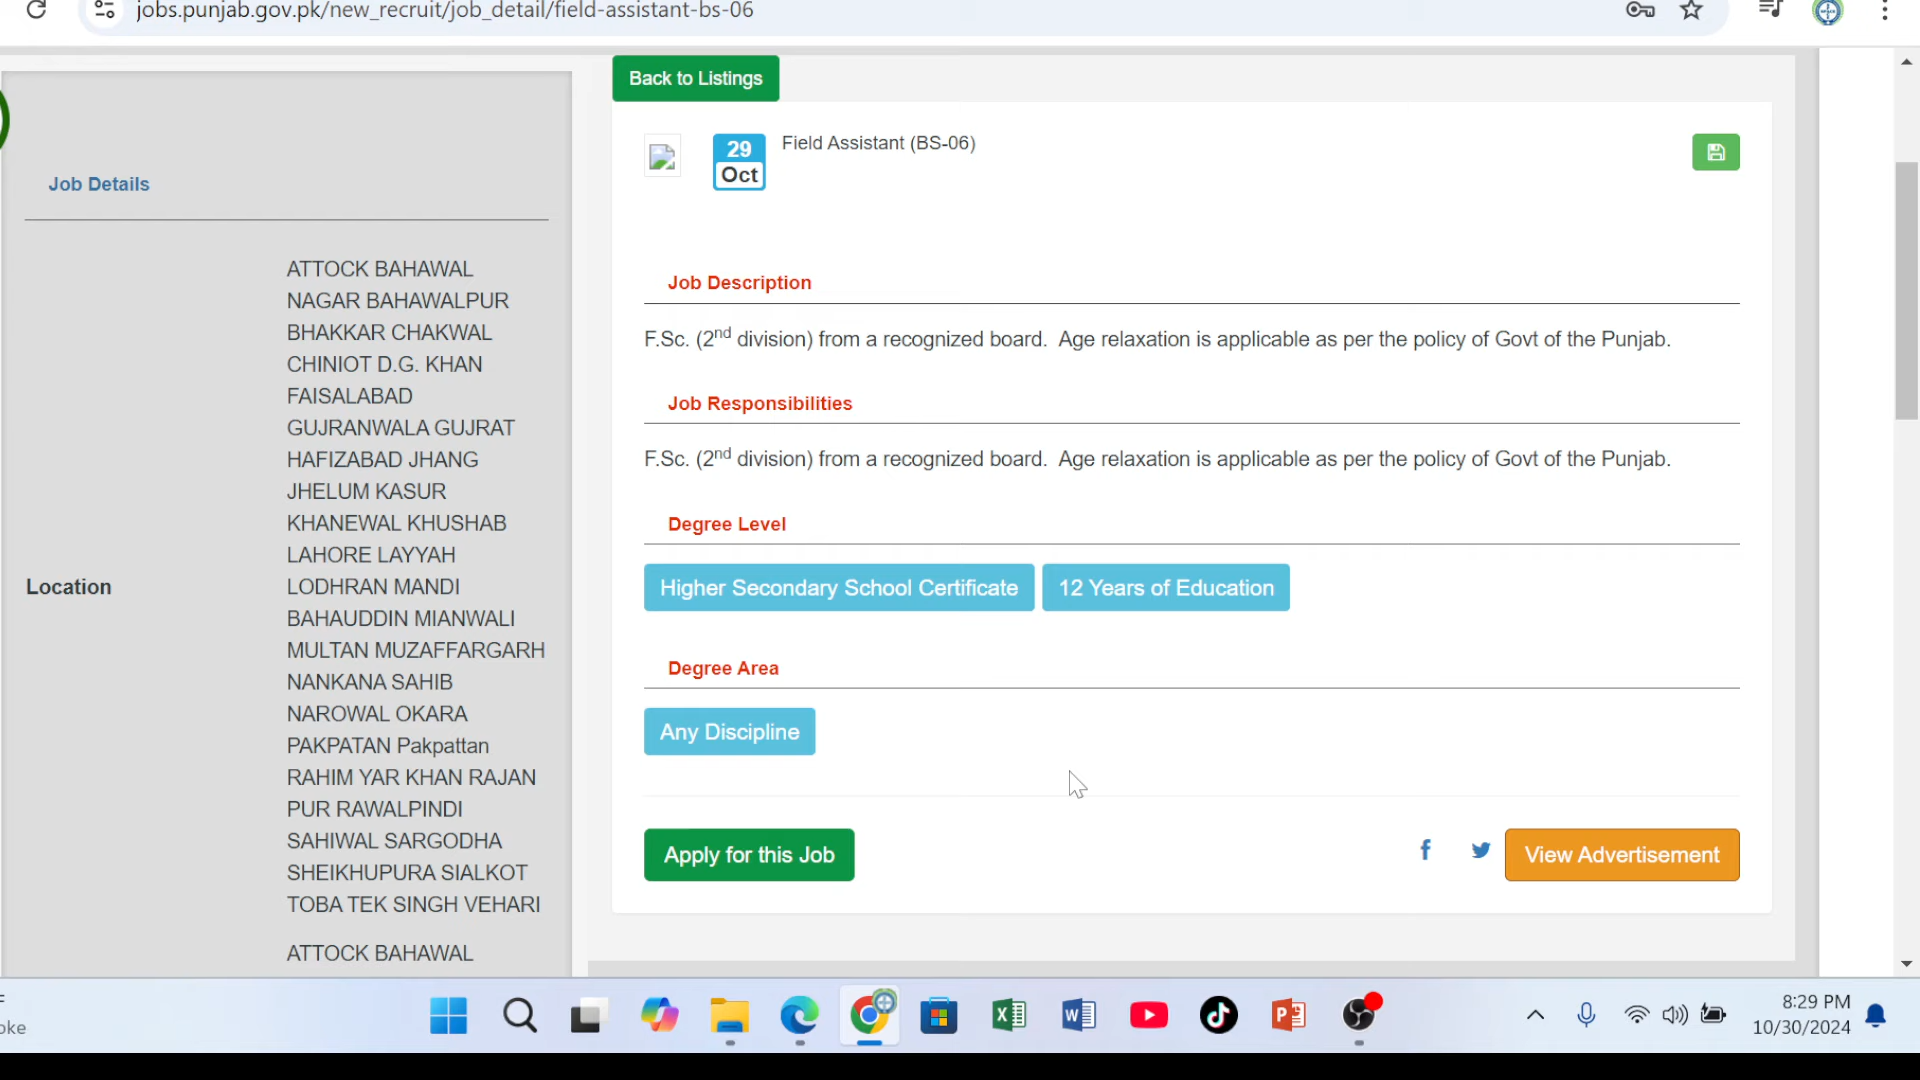 jobs.punjab.gov.pk/new_recruit/job_detail/field-assistant-bs-06
Back to Listings
29
Oct
Field Assistant (BS-06)
Job Details
Location
ATTOCK BAHAWAL
NAGAR BAHAWALPUR
BHAKKAR CHAKWAL
CHINIOT D.G. KHAN
FAISALABAD
GUJRANWALA GUJRAT
HAFIZABAD JHANG
JHELUM KASUR
KHANEWAL KHUSHAB
LAHORE LAYYAH
LODHRAN MANDI
BAHAUDDIN MIANWALI
MULTAN MUZAFFARGARH
NANKANA SAHIB
NAROWAL OKARA
PAKPATAN Pakpattan
RAHIM YAR KHAN RAJAN
PUR RAWALPINDI
SAHIWAL SARGODHA
SHEIKHUPURA SIALKOT
TOBA TEK SINGH VEHARI
ATTOCK BAHAWAL
Job Description
F.Sc. (2nd division) from a recognized board. Age relaxation is applicable as per the policy of Govt of the Punjab.
Job Responsibilities
F.Sc. (2nd division) from a recognized board. Age relaxation is applicable as per the policy of Govt of the Punjab.
Degree Level
Higher Secondary School Certificate
12 Years of Education
Degree Area
Any Discipline
Apply for this Job
View Advertisement
8:29 PM
10/30/2024